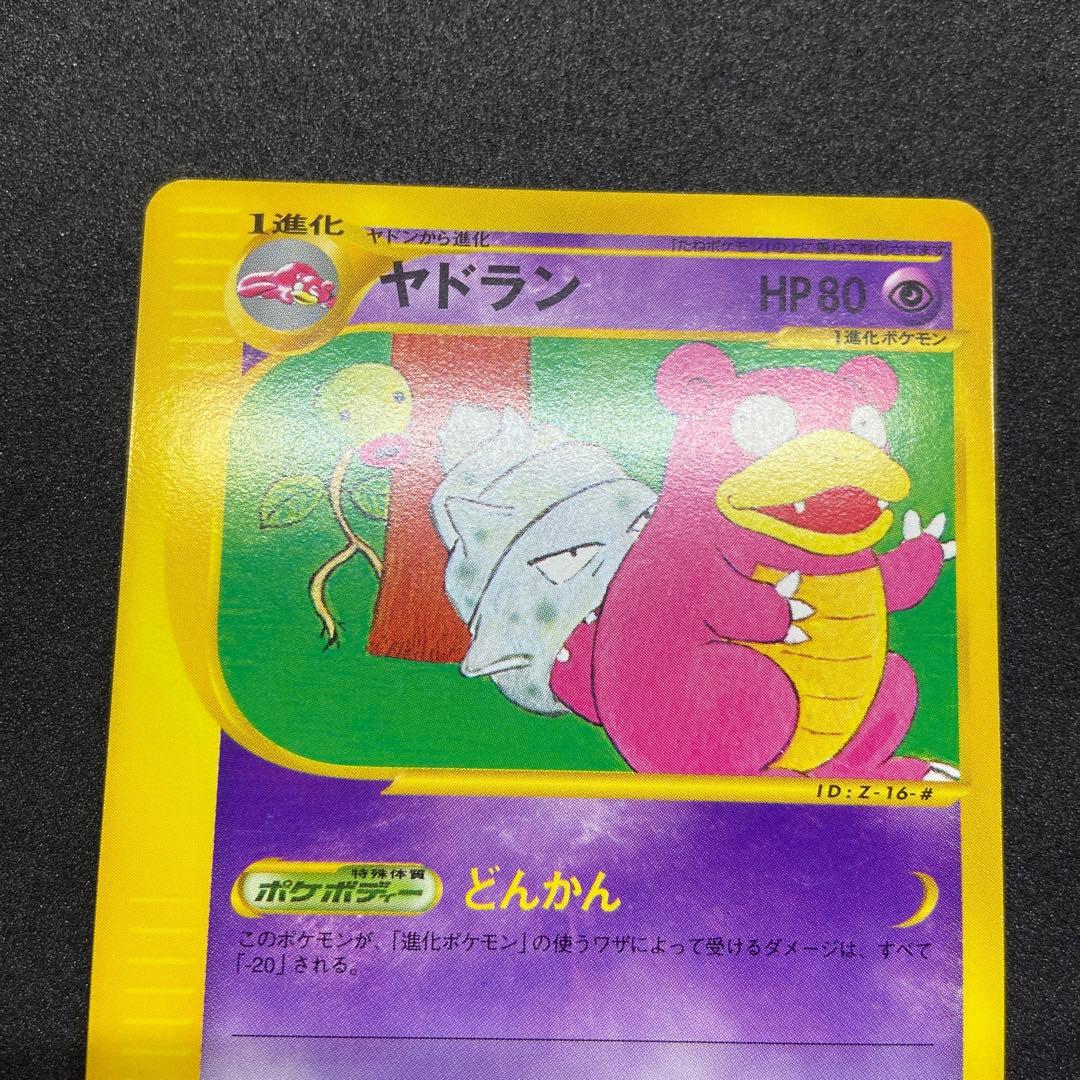 1進化
ヤドンから進化
「たねポケモン」の上に重ねて進化させます
ヤドラン
HP80
1進化ポケモン
ID:Z-16-#
特殊体質
ポケボディー
どんかん
このポケモンが、「進化ポケモン」の使うワザによって受けるダメージは、すべて
「-20」される。